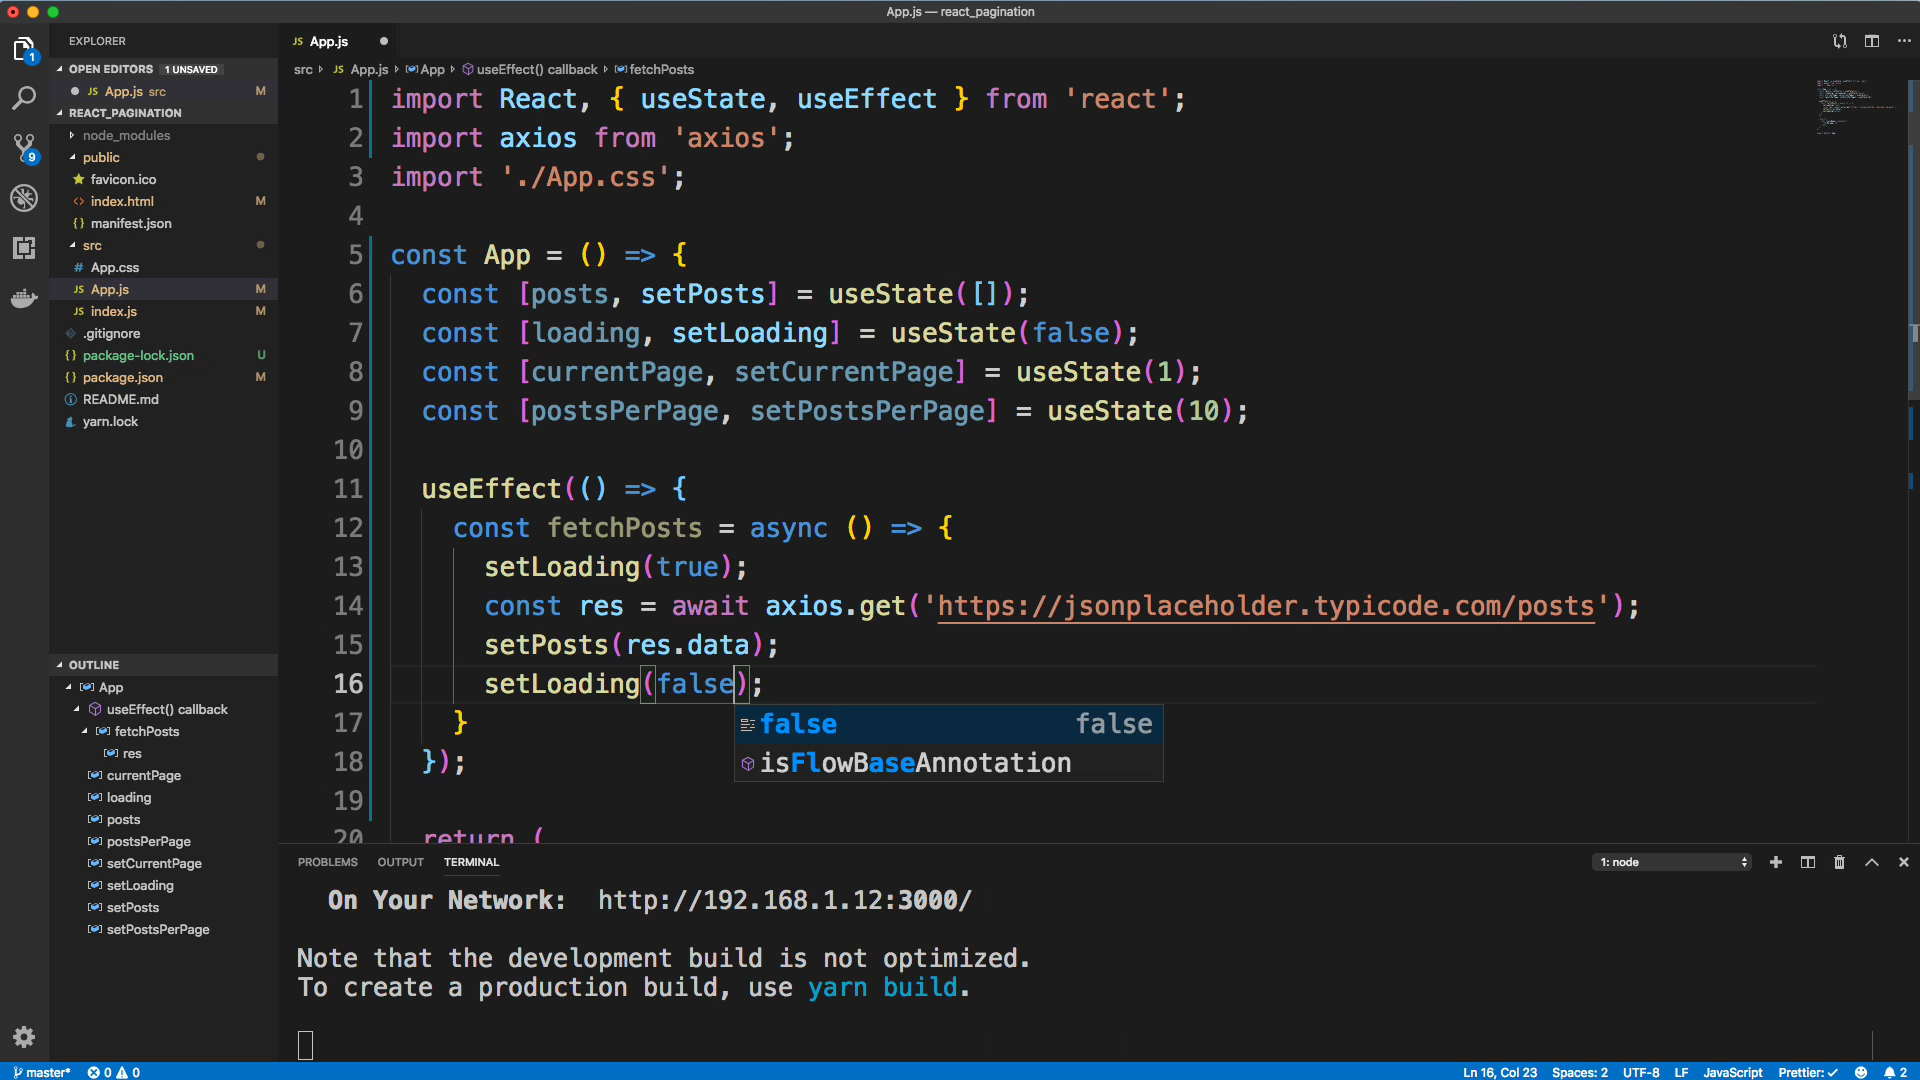 App.js — react_pagination
1
9
EXPLORER
OPEN EDITORS 1 UNSAVED
JS App.js src M
REACT_PAGINATION
node_modules
public
favicon.ico
<> index.html M
{} manifest.json
src
# App.css
JS App.js M
JS index.js M
.gitignore
{} package-lock.json U
{} package.json M
README.md
yarn.lock
OUTLINE
App
useEffect() callback
fetchPosts
res
currentPage
loading
posts
postsPerPage
setCurrentPage
setLoading
setPosts
setPostsPerPage
JS App.js
src JS App.js App useEffect() callback fetchPosts
1 import React, { useState, useEffect } from 'react';
2 import axios from 'axios';
3 import './App.css';
4
5 const App = () => {
6 const [posts, setPosts] = useState([]);
7 const [loading, setLoading] = useState(false);
8 const [currentPage, setCurrentPage] = useState(1);
9 const [postsPerPage, setPostsPerPage] = useState(10);
10
11 useEffect(() => {
12 const fetchPosts = async () => {
13 setLoading(true);
14 const res = await axios.get('https://jsonplaceholder.typicode.com/posts');
15 setPosts(res.data);
16 setLoading(false);
17 }
false false
18 });
isFlowBaseAnnotation
19
20 return (
PROBLEMS OUTPUT TERMINAL 1: node
On Your Network: http://192.168.1.12:3000/
Note that the development build is not optimized.
To create a production build, use yarn build.
master* 0 0 Ln 16, Col 23 Spaces: 2 UTF-8 LF JavaScript Prettier: ✓ 2